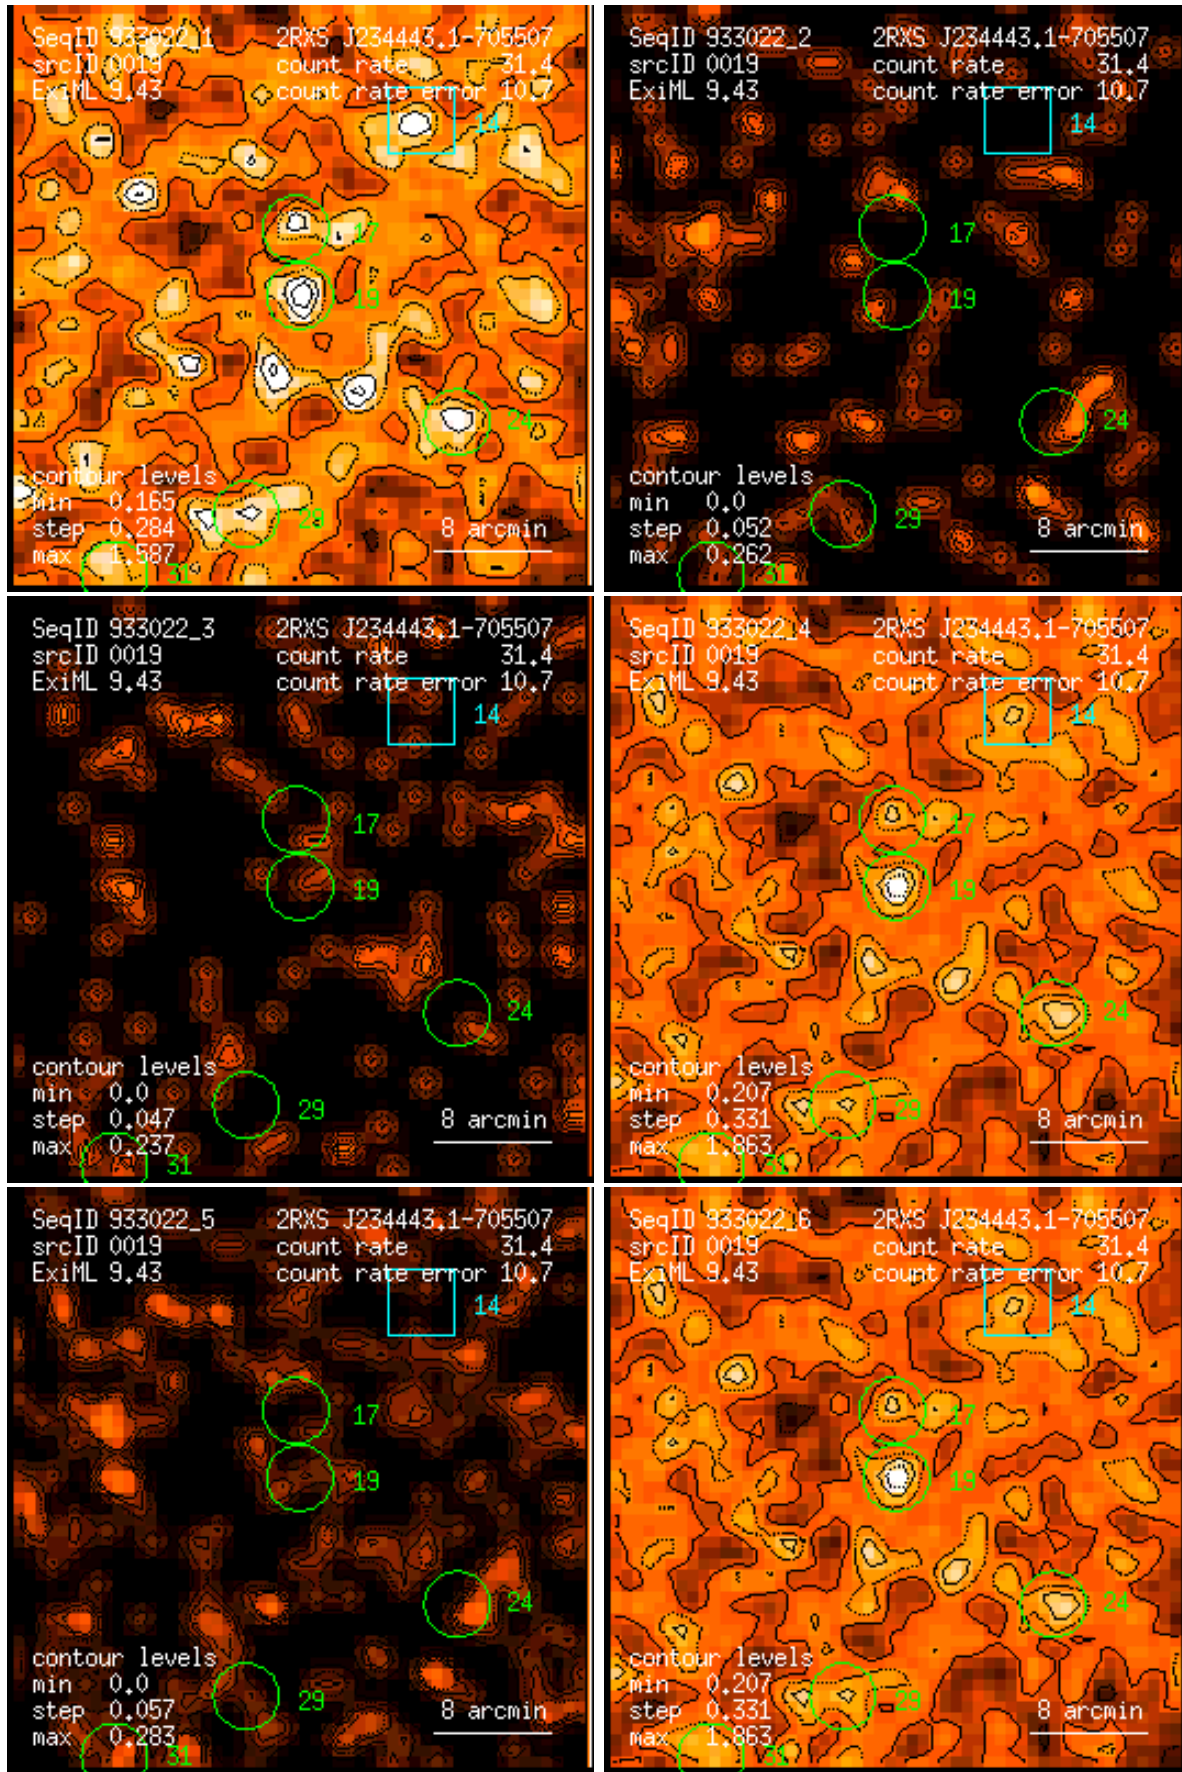 SeqID 933022_1 2RXS J234443.1-705507
srcID 0019 count rate 31.4
ExiML 9.43 count rate error 10.7
14
17
19
24
contour levels
min 0.165
step 0.284
max 1.587
29
8 arcmin
31
SeqID 933022_2 2RXS J234443.1-705507
srcID 0019 count rate 31.4
ExiML 9.43 count rate error 10.7
14
17
19
24
contour levels
min 0.0
step 0.052
max 0.262
29
8 arcmin
31
SeqID 933022_3 2RXS J234443.1-705507
srcID 0019 count rate 31.4
ExiML 9.43 count rate error 10.7
14
17
19
24
contour levels
min 0.0
step 0.047
max 0.237
29
8 arcmin
31
SeqID 933022_4 2RXS J234443.1-705507
srcID 0019 count rate 31.4
ExiML 9.43 count rate error 10.7
14
17
19
24
contour levels
min 0.207
step 0.331
max 1.863
29
8 arcmin
31
SeqID 933022_5 2RXS J234443.1-705507
srcID 0019 count rate 31.4
ExiML 9.43 count rate error 10.7
14
17
19
24
contour levels
min 0.0
step 0.057
max 0.283
29
8 arcmin
31
SeqID 933022_6 2RXS J234443.1-705507
srcID 0019 count rate 31.4
ExiML 9.43 count rate error 10.7
14
17
19
24
contour levels
min 0.207
step 0.331
max 1.863
29
8 arcmin
31